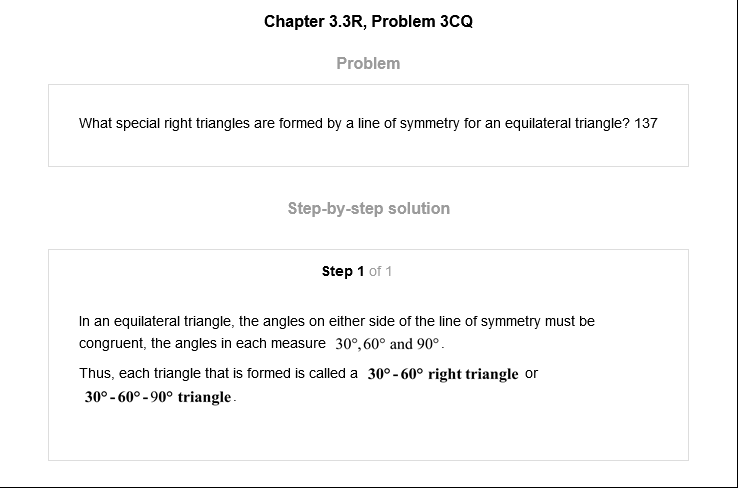 Chapter 3.3R, Problem 3CQ
Problem
What special right triangles are formed by a line of symmetry for an equilateral triangle? 137
Step-by-step solution
Step 1 of 1
In an equilateral triangle, the angles on either side of the line of symmetry must be
congruent, the angles in each measure 30°,60° and 90°.
Thus, each triangle that is formed is called a 30°-60° right triangle or
30°-60°-90° triangle.